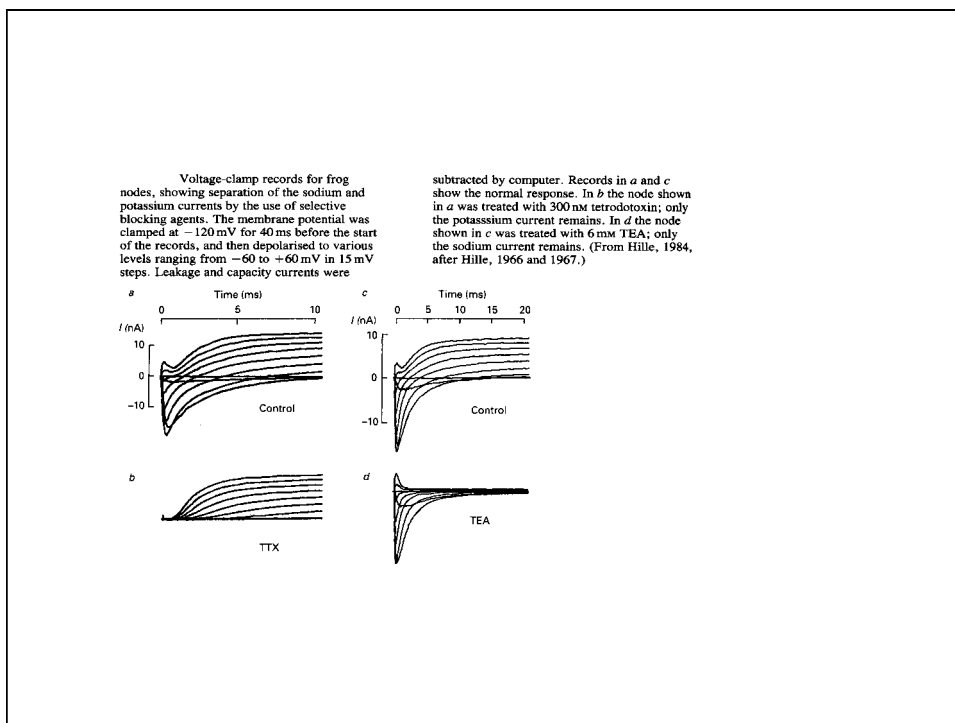 Voltage-clamp records for frog
nodes, showing separation of the sodium and
potassium currents by the use of selective
blocking agents. The membrane potential was
clamped at −120 mV for 40 ms before the start
of the records, and then depolarised to various
levels ranging from −60 to +60 mV in 15 mV
steps. Leakage and capacity currents were
subtracted by computer. Records in a and c
show the normal response. In b the node shown
in a was treated with 300 nM tetrodotoxin; only
the potasssium current remains. In d the node
shown in c was treated with 6 mM TEA; only
the sodium current remains. (From Hille, 1984,
after Hille, 1966 and 1967.)
a
Time (ms)
0 5 10
I (nA)
10
0
−10
Control
b
TTX
c
Time (ms)
0 5 10 15 20
I (nA)
10
0
−10
Control
d
TEA